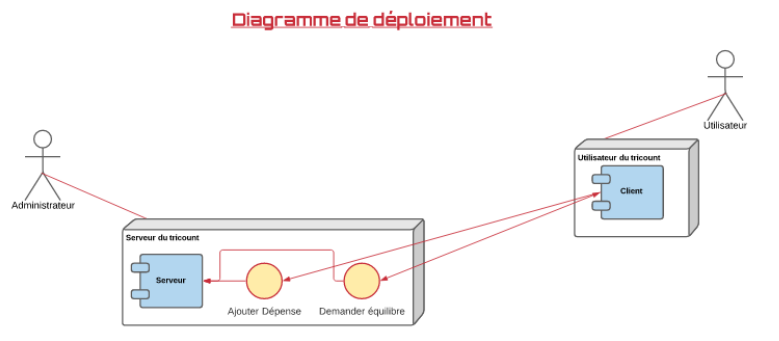 Diagramme de déploiement
Utilisateur
Utilisateur du tricount
Client
Administrateur
Serveur du tricount
Serveur
Ajouter Dépense
Demander équilibre